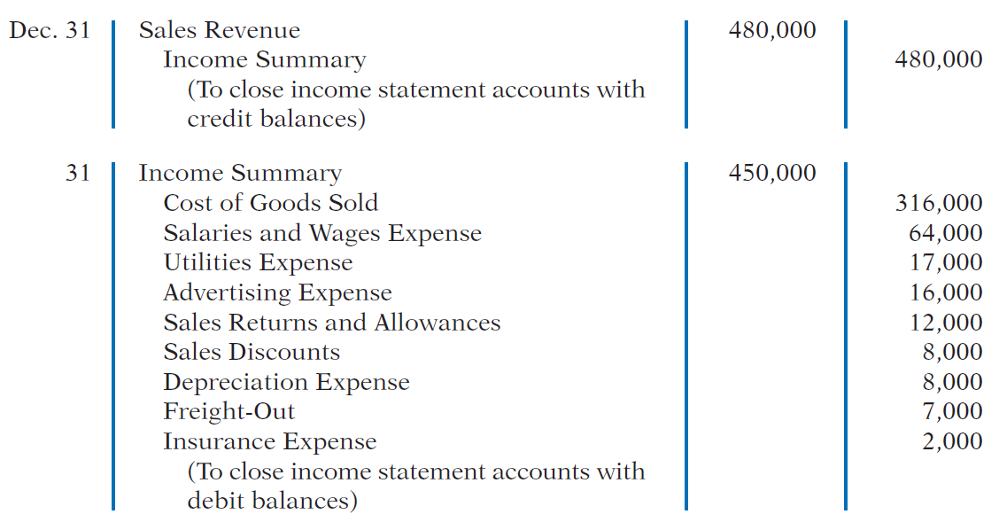 Dec. 31 Sales Revenue 480,000
Income Summary 480,000
(To close income statement accounts with
credit balances)
31 Income Summary 450,000
Cost of Goods Sold 316,000
Salaries and Wages Expense 64,000
Utilities Expense 17,000
Advertising Expense 16,000
Sales Returns and Allowances 12,000
Sales Discounts 8,000
Depreciation Expense 8,000
Freight-Out 7,000
Insurance Expense 2,000
(To close income statement accounts with
debit balances)